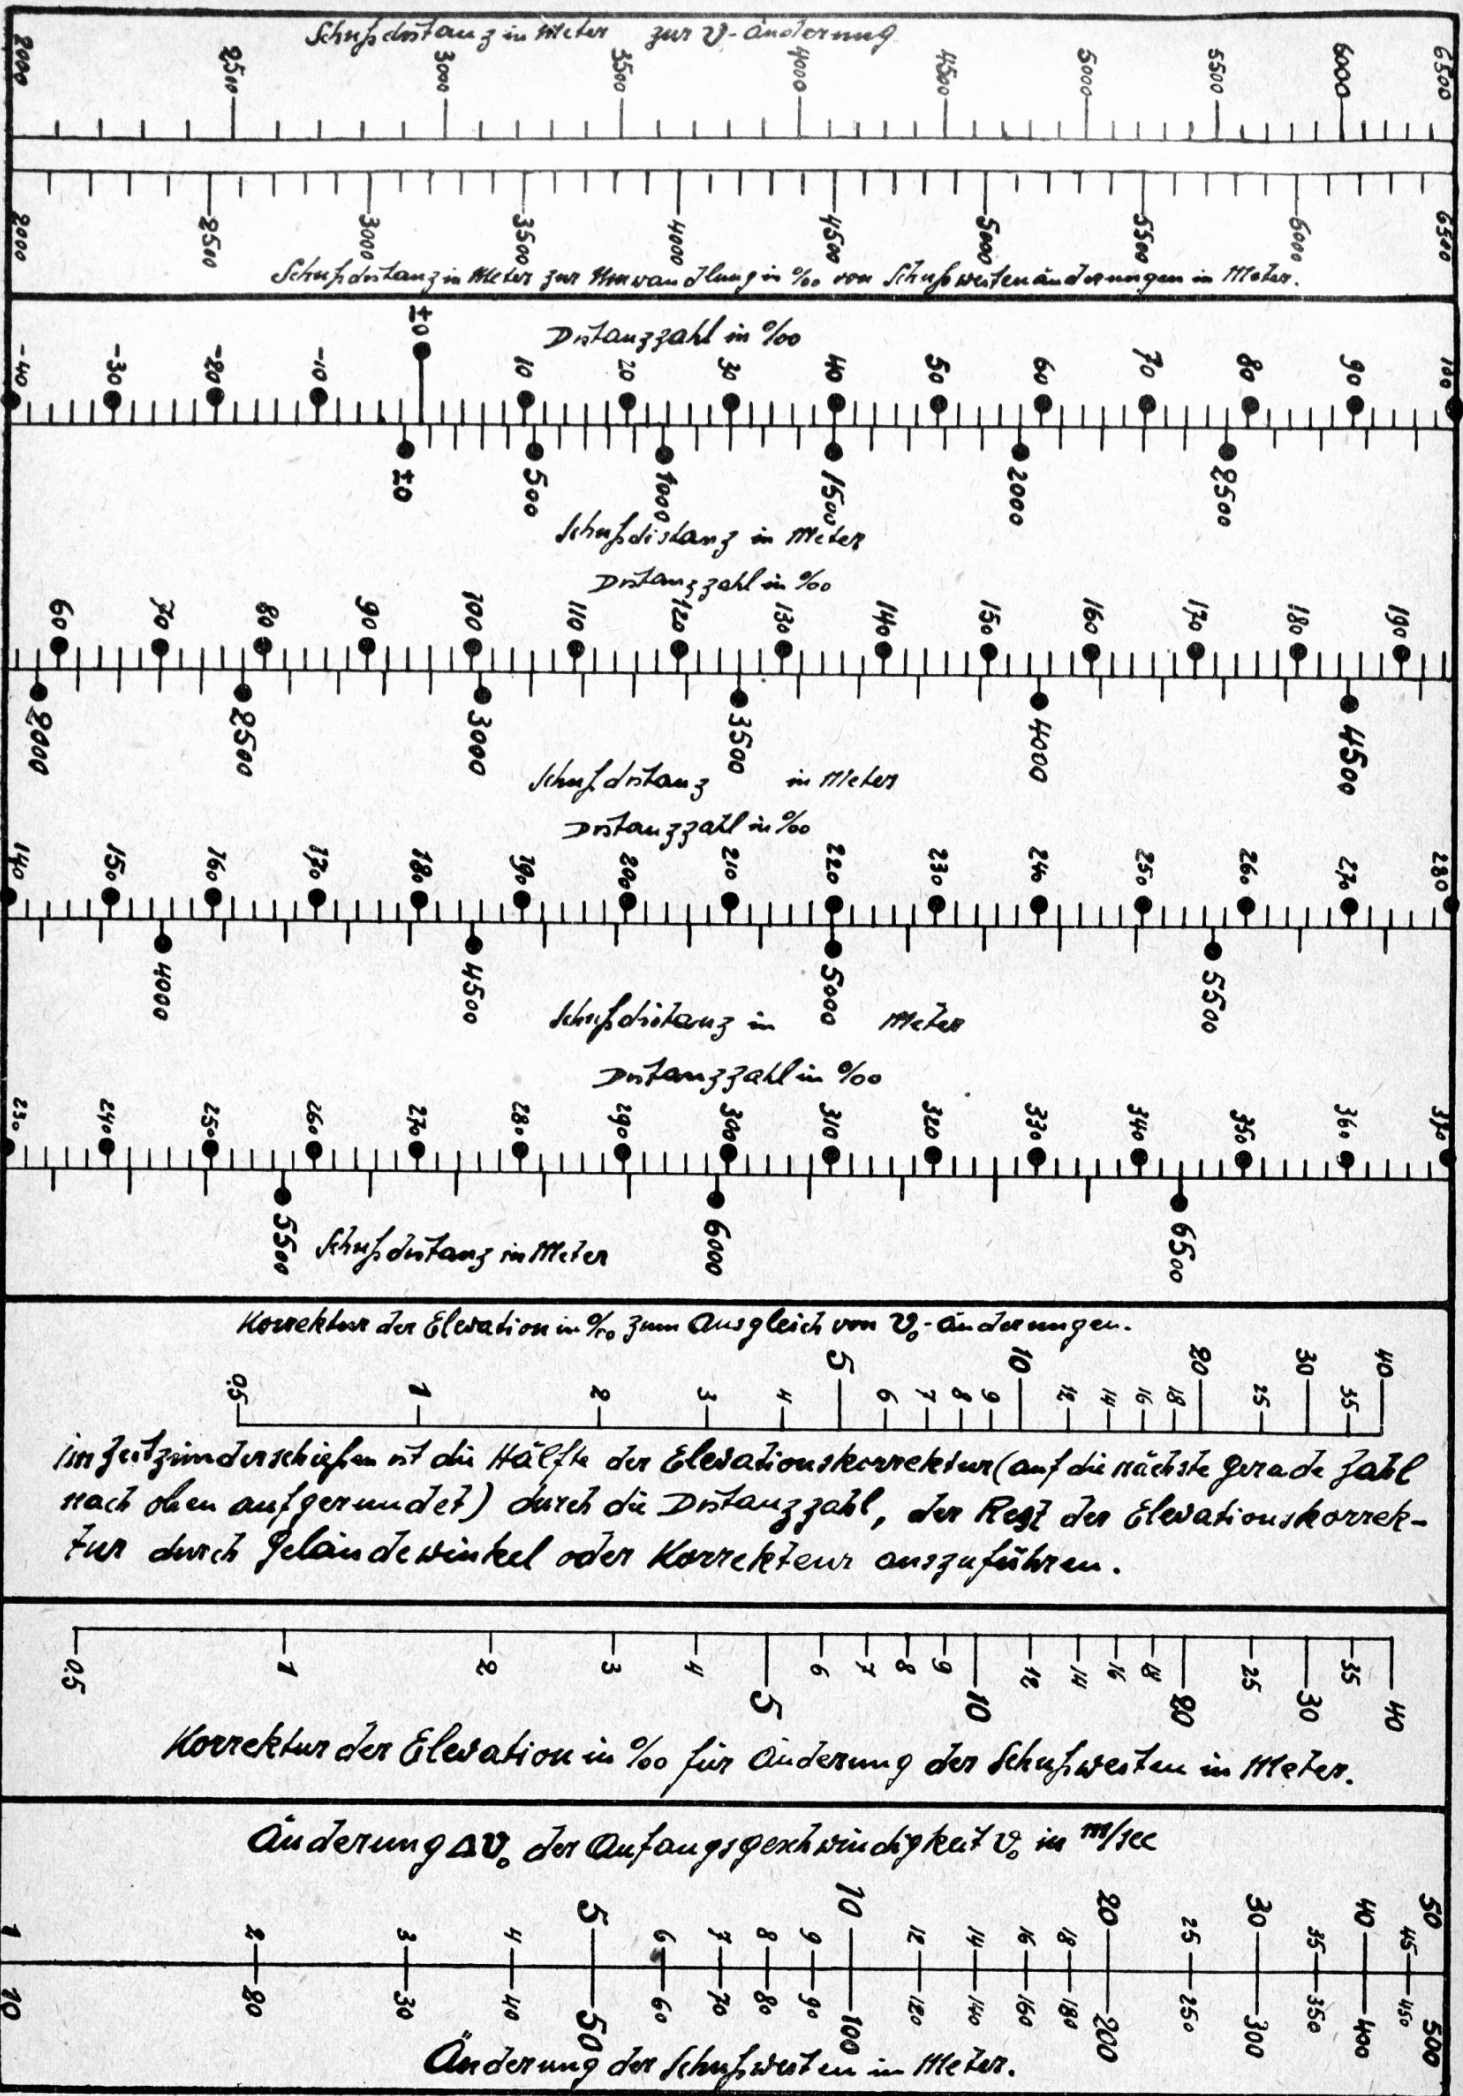 Schußdistanz in Meter zur V-änderung
2000 2500 3000 3500 4000 4500 5000 5500 6000 6500
2000 2500 3000 3500 4000 4500 5000 5500 6000 6500
Schußdistanz in Meter zur Umwandlung in ‰ von Schußweitenänderungen in Meter.
Distanzzahl in ‰
-40 -30 -20 -10 ±0 10 20 30 40 50 60 70 80 90 100
±0 500 1000 1500 2000 2500
Schußdistanz in Meter
Distanzzahl in ‰
60 70 80 90 100 110 120 130 140 150 160 170 180 190
2000 2500 3000 3500 4000 4500
Schußdistanz in Meter
Distanzzahl in ‰
140 150 160 170 180 190 200 210 220 230 240 250 260 270 280
4000 4500 5000 5500
Schußdistanz in Meter
Distanzzahl in ‰
230 240 250 260 270 280 290 300 310 320 330 340 350 360 370
5500 6000 6500
Schußdistanz in Meter
Korrektur der Elevation in ‰ zum Ausgleich von V₀-änderungen.
0.5 1 2 3 4 5 6 7 8 9 10 12 14 16 18 20 25 30 35 40
im Zeitzünderschießen ist die Hälfte der Elevationskorrektur (auf die nächste gerade Zahl
nach oben aufgerundet) durch die Distanzzahl, der Rest der Elevationskorrek-
tur durch Geländewinkel oder Korrekteur auszuführen.
0.5 1 2 3 4 5 6 7 8 9 10 12 14 16 18 20 25 30 35 40
Korrektur der Elevation in ‰ für Änderung der Schußweiten in Meter.
Änderung ΔV₀ der Anfangsgeschwindigkeit V₀ in m/sec
1 2 3 4 5 6 7 8 9 10 12 14 16 18 20 25 30 35 40 45 50
10 20 30 40 50 60 70 80 90 100 120 140 160 180 200 250 300 350 400 450 500
Änderung der Schußweiten in Meter.